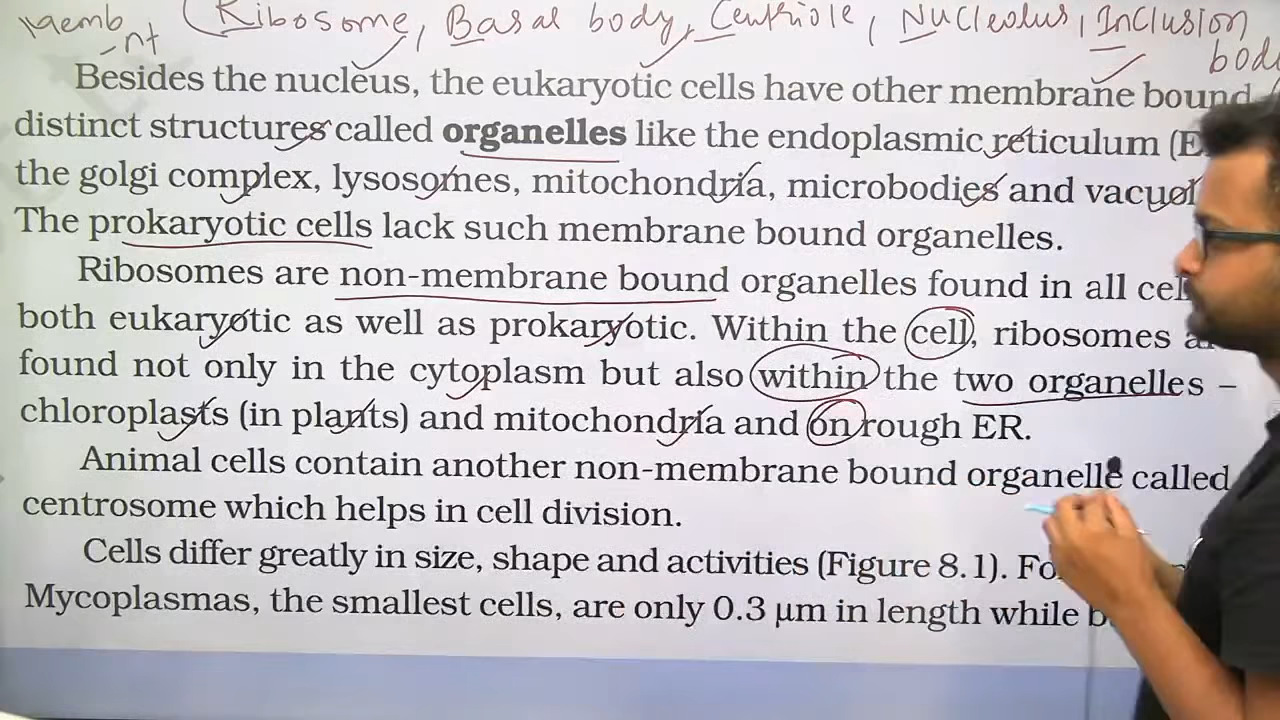 Memb (Ribosome, Basal body, Centriole, Nucleolus, Inclusion
-nt body
Besides the nucleus, the eukaryotic cells have other membrane bound
distinct structures called organelles like the endoplasmic reticulum (E
the golgi complex, lysosomes, mitochondria, microbodies and vacuol
The prokaryotic cells lack such membrane bound organelles.
Ribosomes are non-membrane bound organelles found in all cel
both eukaryotic as well as prokaryotic. Within the cell, ribosomes a
found not only in the cytoplasm but also within the two organelles –
chloroplasts (in plants) and mitochondria and on rough ER.
Animal cells contain another non-membrane bound organelle called
centrosome which helps in cell division.
Cells differ greatly in size, shape and activities (Figure 8.1). Fo
Mycoplasmas, the smallest cells, are only 0.3 µm in length while b